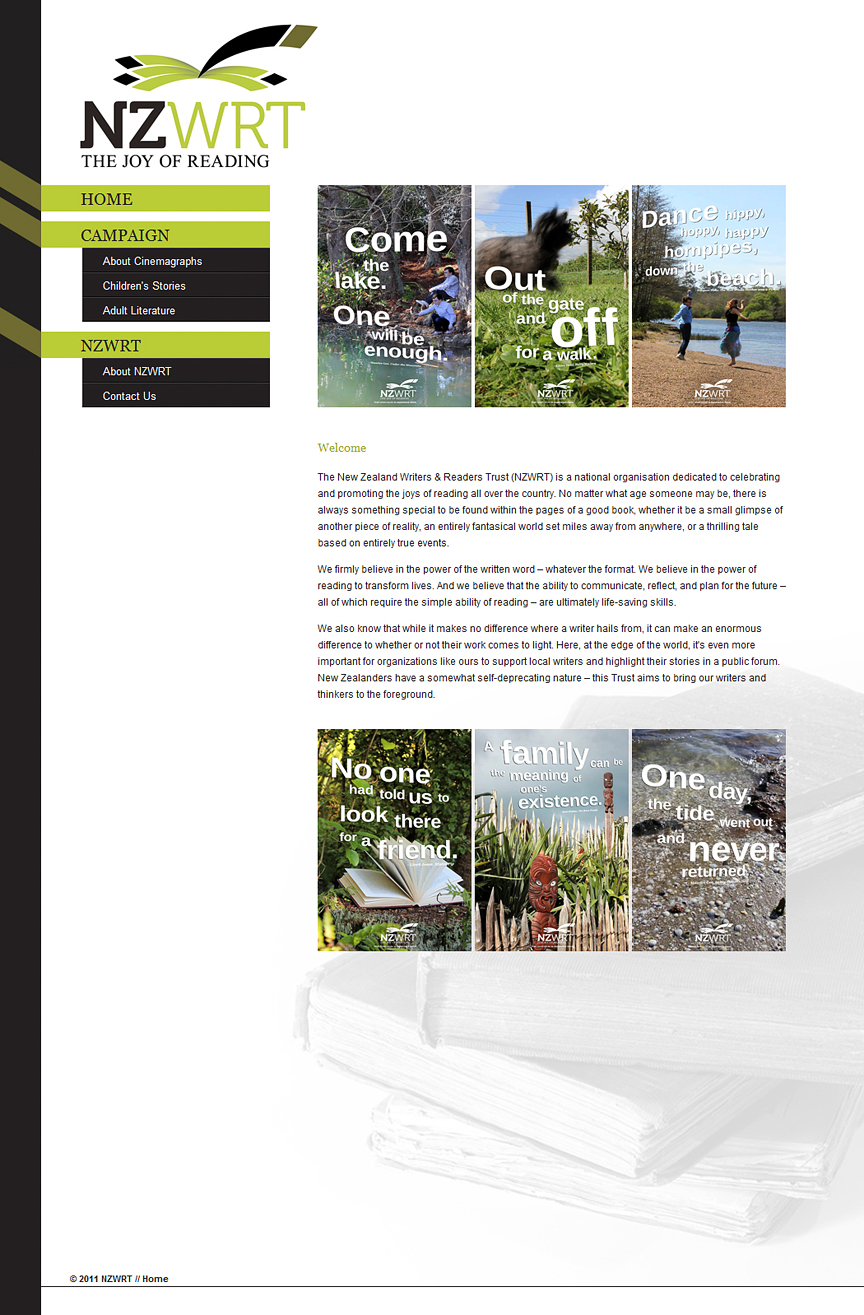 NZWRT
THE JOY OF READING
HOME
CAMPAIGN
About Cinemagraphs
Children's Stories
Adult Literature
NZWRT
About NZWRT
Contact Us
Come
the
lake.
One
will be
enough.
NZWRT
Out
of the gate
and off
for a walk
NZWRT
Dance hippy,
hoppy, happy
hornpipes,
down the
beach.
NZWRT
Welcome
The New Zealand Writers & Readers Trust (NZWRT) is a national organisation dedicated to celebrating
and promoting the joys of reading all over the country. No matter what age someone may be, there is
always something special to be found within the pages of a good book, whether it be a small glimpse of
another piece of reality, an entirely fantasical world set miles away from anywhere, or a thrilling tale
based on entirely true events.
We firmly believe in the power of the written word – whatever the format. We believe in the power of
reading to transform lives. And we believe that the ability to communicate, reflect, and plan for the future –
all of which require the simple ability of reading – are ultimately life-saving skills.
We also know that while it makes no difference where a writer hails from, it can make an enormous
difference to whether or not their work comes to light. Here, at the edge of the world, it's even more
important for organizations like ours to support local writers and highlight their stories in a public forum.
New Zealanders have a somewhat self-deprecating nature – this Trust aims to bring our writers and
thinkers to the foreground.
No one
had told us to
look there
for a friend.
NZWRT
A family can be
the meaning of
one's
existence.
NZWRT
One day,
the tide went out
and never
returned
NZWRT
© 2011 NZWRT // Home